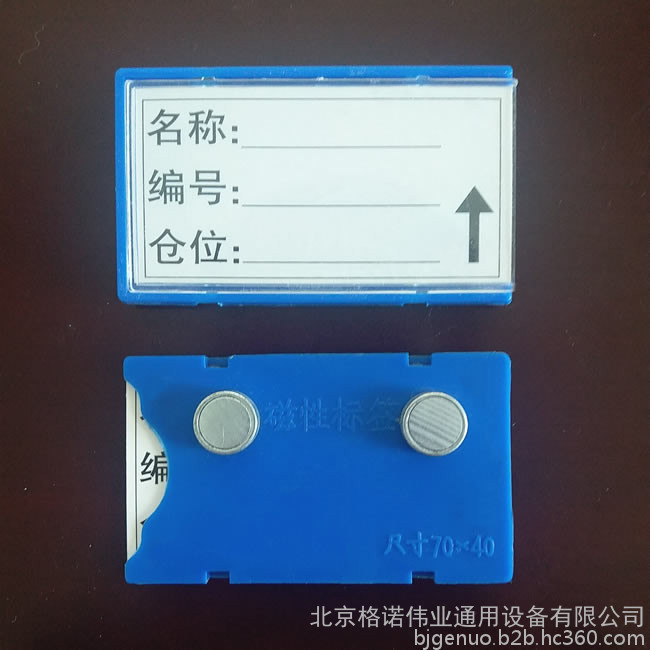 名称:
编号:
仓位:
磁性标签
编
尺寸70×40
北京格诺伟业通用设备有限公司
bjgenuo.b2b.hc360.com